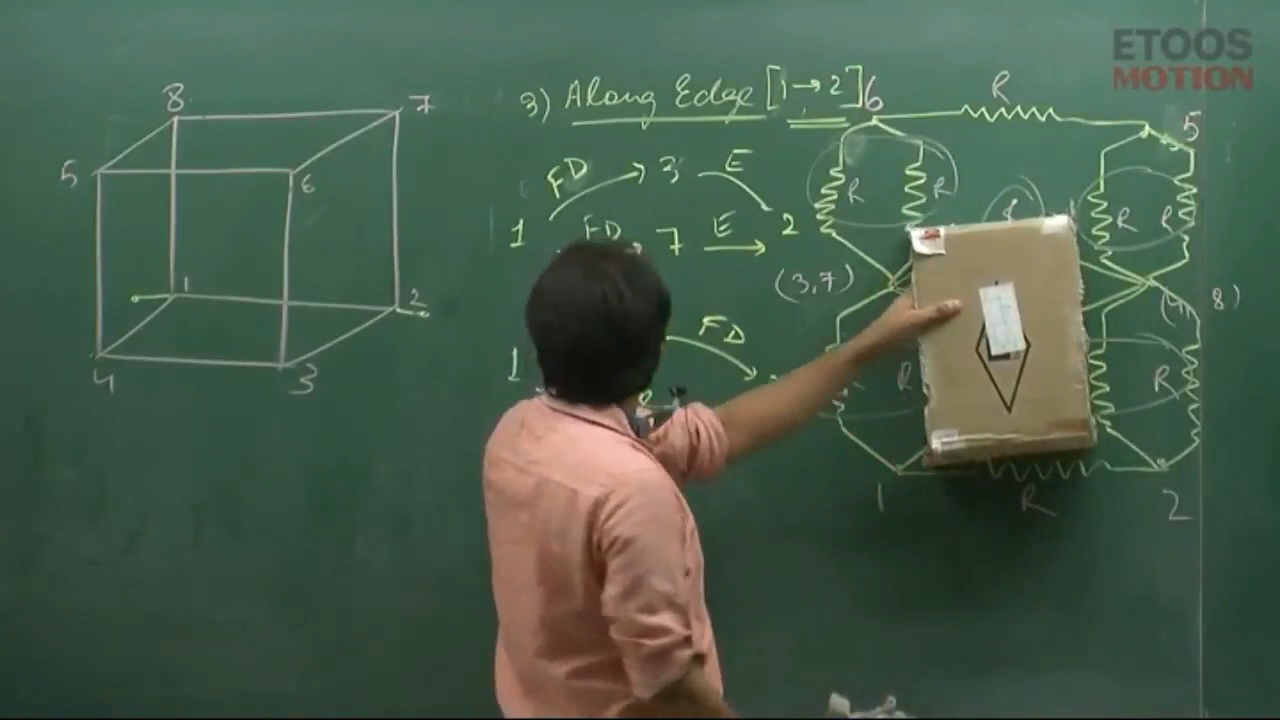 ETOOS
MOTION
8
7
5
6
1
2
4
3
3) Along Edge [1→2]
FD
3
E
1
2
FD
7
E
(3,7)
1
FD
6
R
5
R
R
R
R
8)
R
R
1
R
2